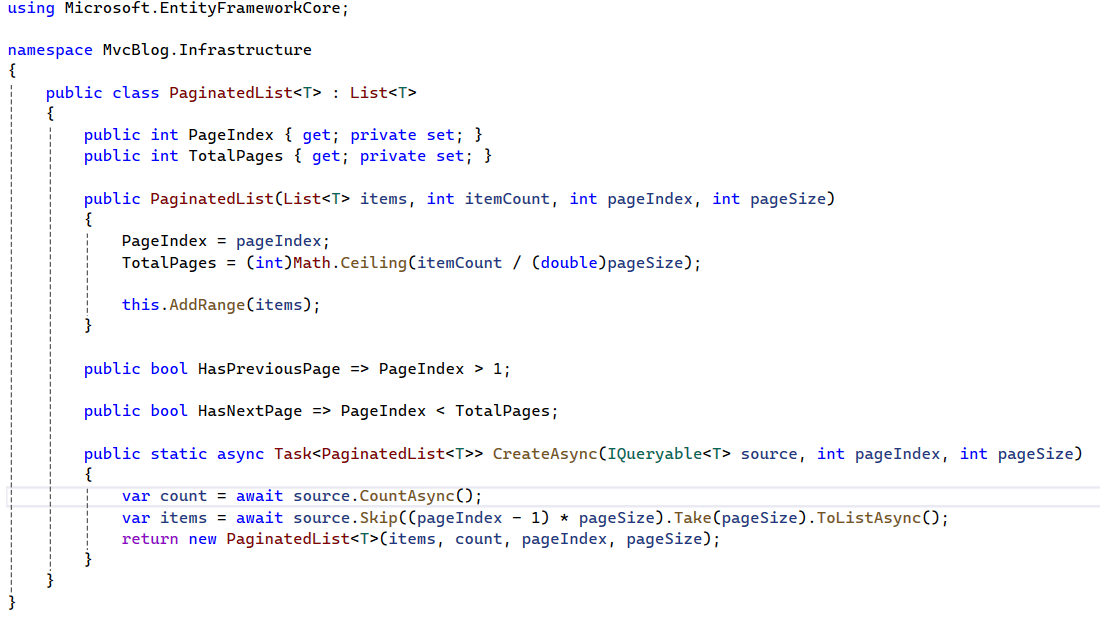 using Microsoft.EntityFrameworkCore;
namespace MvcBlog.Infrastructure
{
public class PaginatedList<T> : List<T>
{
public int PageIndex { get; private set; }
public int TotalPages { get; private set; }
public PaginatedList(List<T> items, int itemCount, int pageIndex, int pageSize)
{
PageIndex = pageIndex;
TotalPages = (int)Math.Ceiling(itemCount / (double)pageSize);
this.AddRange(items);
}
public bool HasPreviousPage => PageIndex > 1;
public bool HasNextPage => PageIndex < TotalPages;
public static async Task<PaginatedList<T>> CreateAsync(IQueryable<T> source, int pageIndex, int pageSize)
{
var count = await source.CountAsync();
var items = await source.Skip((pageIndex - 1) * pageSize).Take(pageSize).ToListAsync();
return new PaginatedList<T>(items, count, pageIndex, pageSize);
}
}
}